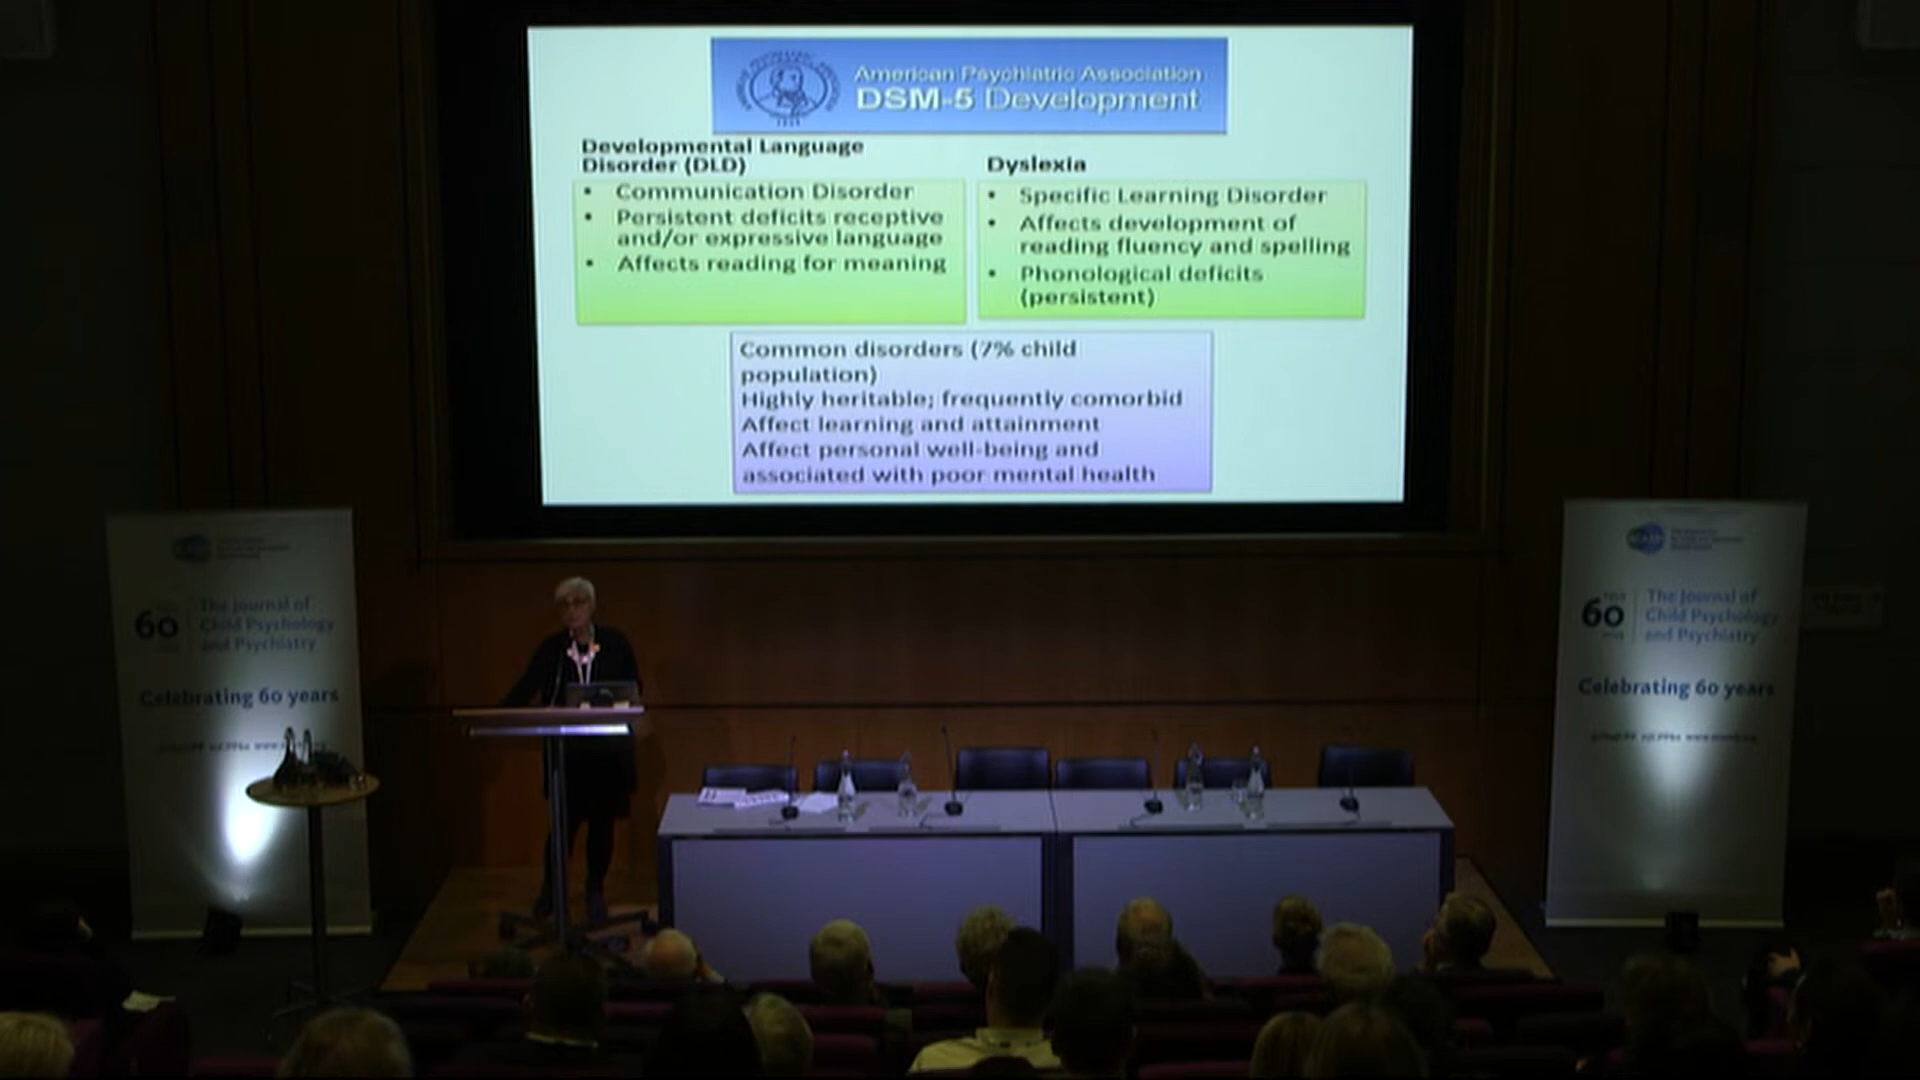 American Psychiatric Association
DSM-5 Development
Developmental Language
Disorder (DLD)
• Communication Disorder
• Persistent deficits receptive
and/or expressive language
• Affects reading for meaning
Dyslexia
• Specific Learning Disorder
• Affects development of
reading fluency and spelling
• Phonological deficits
(persistent)
Common disorders (7% child
population)
Highly heritable; frequently comorbid
Affect learning and attainment
Affect personal well-being and
associated with poor mental health
60
The Journal of
Child Psychology
and Psychiatry
Celebrating 60 years
60
The Journal of
Child Psychology
and Psychiatry
Celebrating 60 years